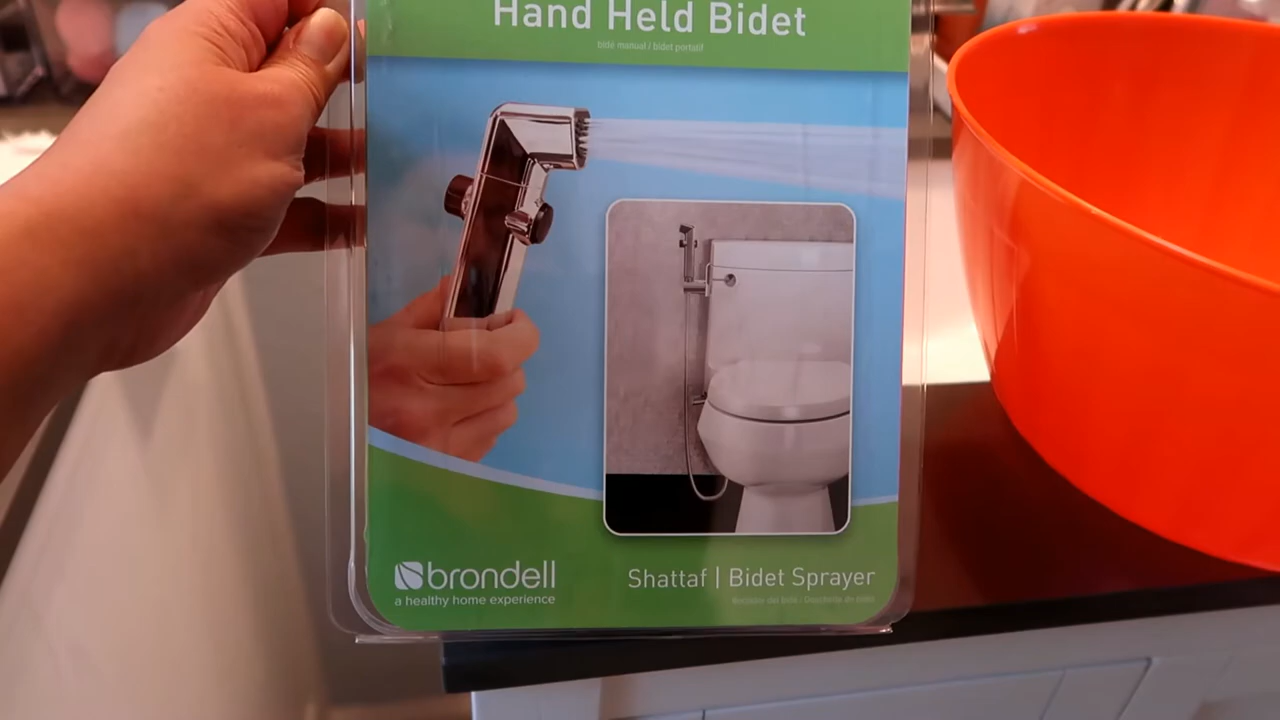 Hand Held Bidet
bidé manual / bidet portatif
brondell
a healthy home experience
Shattaf | Bidet Sprayer